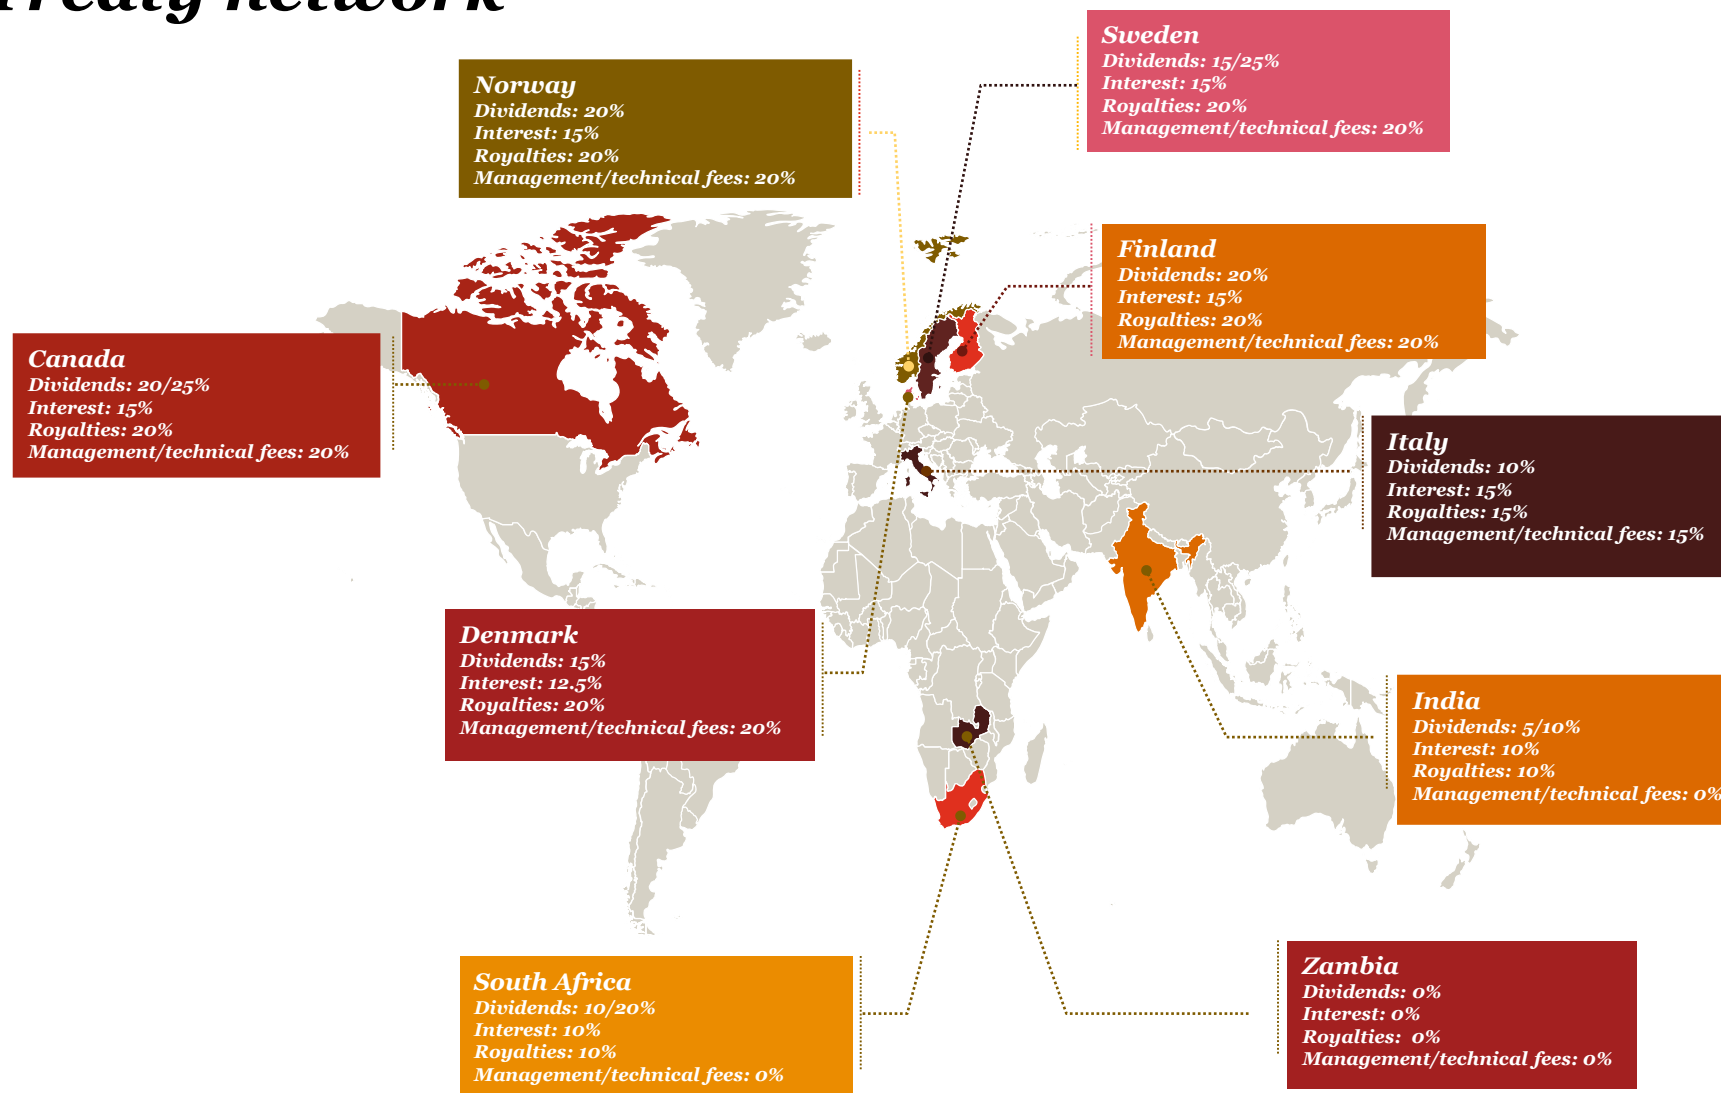 Treaty network
Norway
Dividends: 20%
Interest: 15%
Royalties: 20%
Management/technical fees: 20%
Sweden
Dividends: 15/25%
Interest: 15%
Royalties: 20%
Management/technical fees: 20%
Finland
Dividends: 20%
Interest: 15%
Royalties: 20%
Management/technical fees: 20%
Canada
Dividends: 20/25%
Interest: 15%
Royalties: 20%
Management/technical fees: 20%
Italy
Dividends: 10%
Interest: 15%
Royalties: 15%
Management/technical fees: 15%
Denmark
Dividends: 15%
Interest: 12.5%
Royalties: 20%
Management/technical fees: 20%
India
Dividends: 5/10%
Interest: 10%
Royalties: 10%
Management/technical fees: 0%
South Africa
Dividends: 10/20%
Interest: 10%
Royalties: 10%
Management/technical fees: 0%
Zambia
Dividends: 0%
Interest: 0%
Royalties:  0%
Management/technical fees: 0%